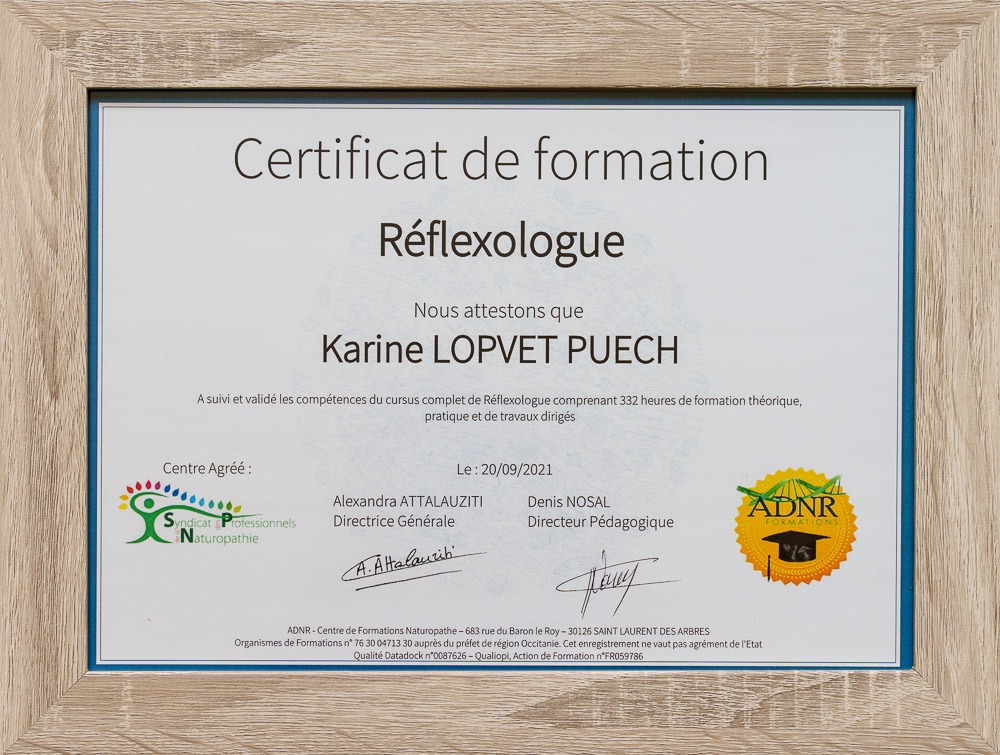 Certificat de formation
Réflexologue
Nous attestons que
Karine LOPVET PUECH
A suivi et validé les compétences du cursus complet de Réflexologue comprenant 332 heures de formation théorique,
pratique et de travaux dirigés
Centre Agréé :
Le : 20/09/2021
Syndicat Professionnels
Naturopathie
Alexandra ATTALAUZITI
Directrice Générale
Denis NOSAL
Directeur Pédagogique
A. Attalauziti
ADNR
FORMATIONS
ADNR - Centre de Formations Naturopathe – 683 rue du Baron le Roy – 30126 SAINT LAURENT DES ARBRES
Organismes de Formations n° 76 30 04713 30 auprès du préfet de région Occitanie. Cet enregistrement ne vaut pas agrément de l'Etat
Qualité Datadock n°0087626 – Qualiopi, Action de Formation n°FR059786